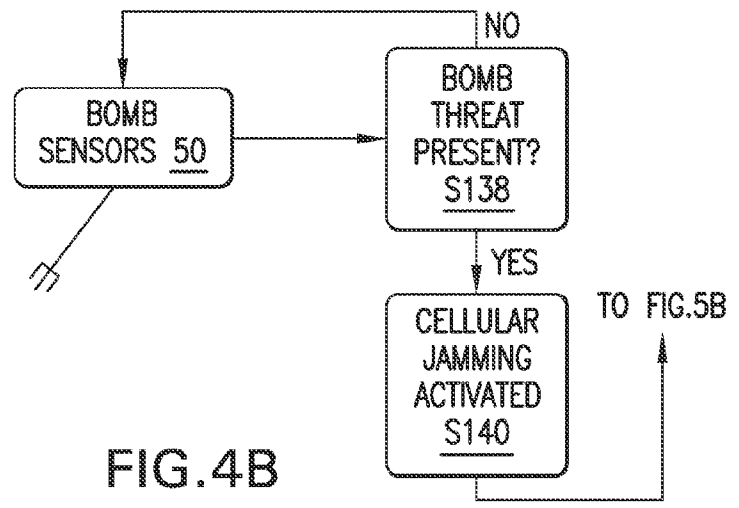 NO
BOMB
SENSORS 50
BOMB
THREAT
PRESENT?
S138
YES
CELLULAR
JAMMING
ACTIVATED
S140
TO FIG.5B
FIG.4B